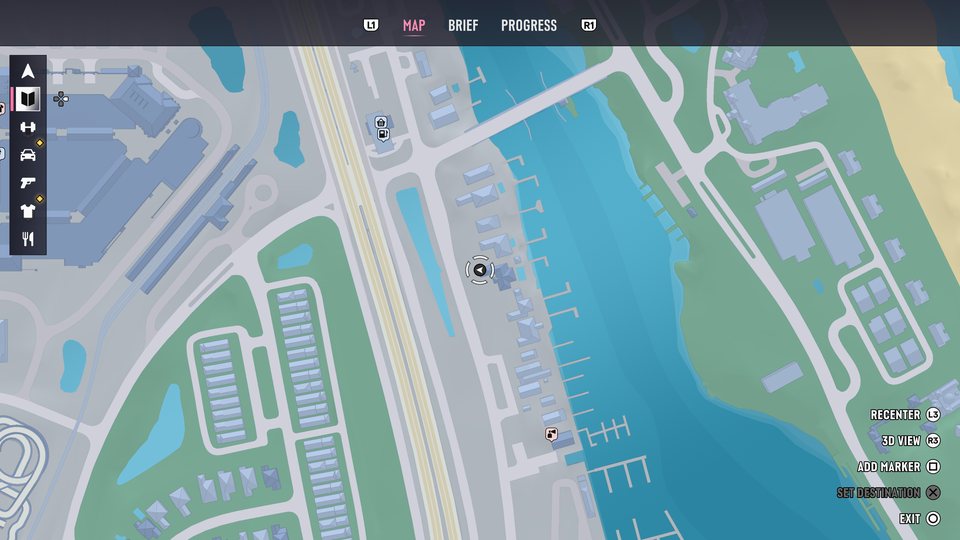 L1 MAP BRIEF PROGRESS R1
RECENTER L3
3D VIEW R3
ADD MARKER
SET DESTINATION
EXIT